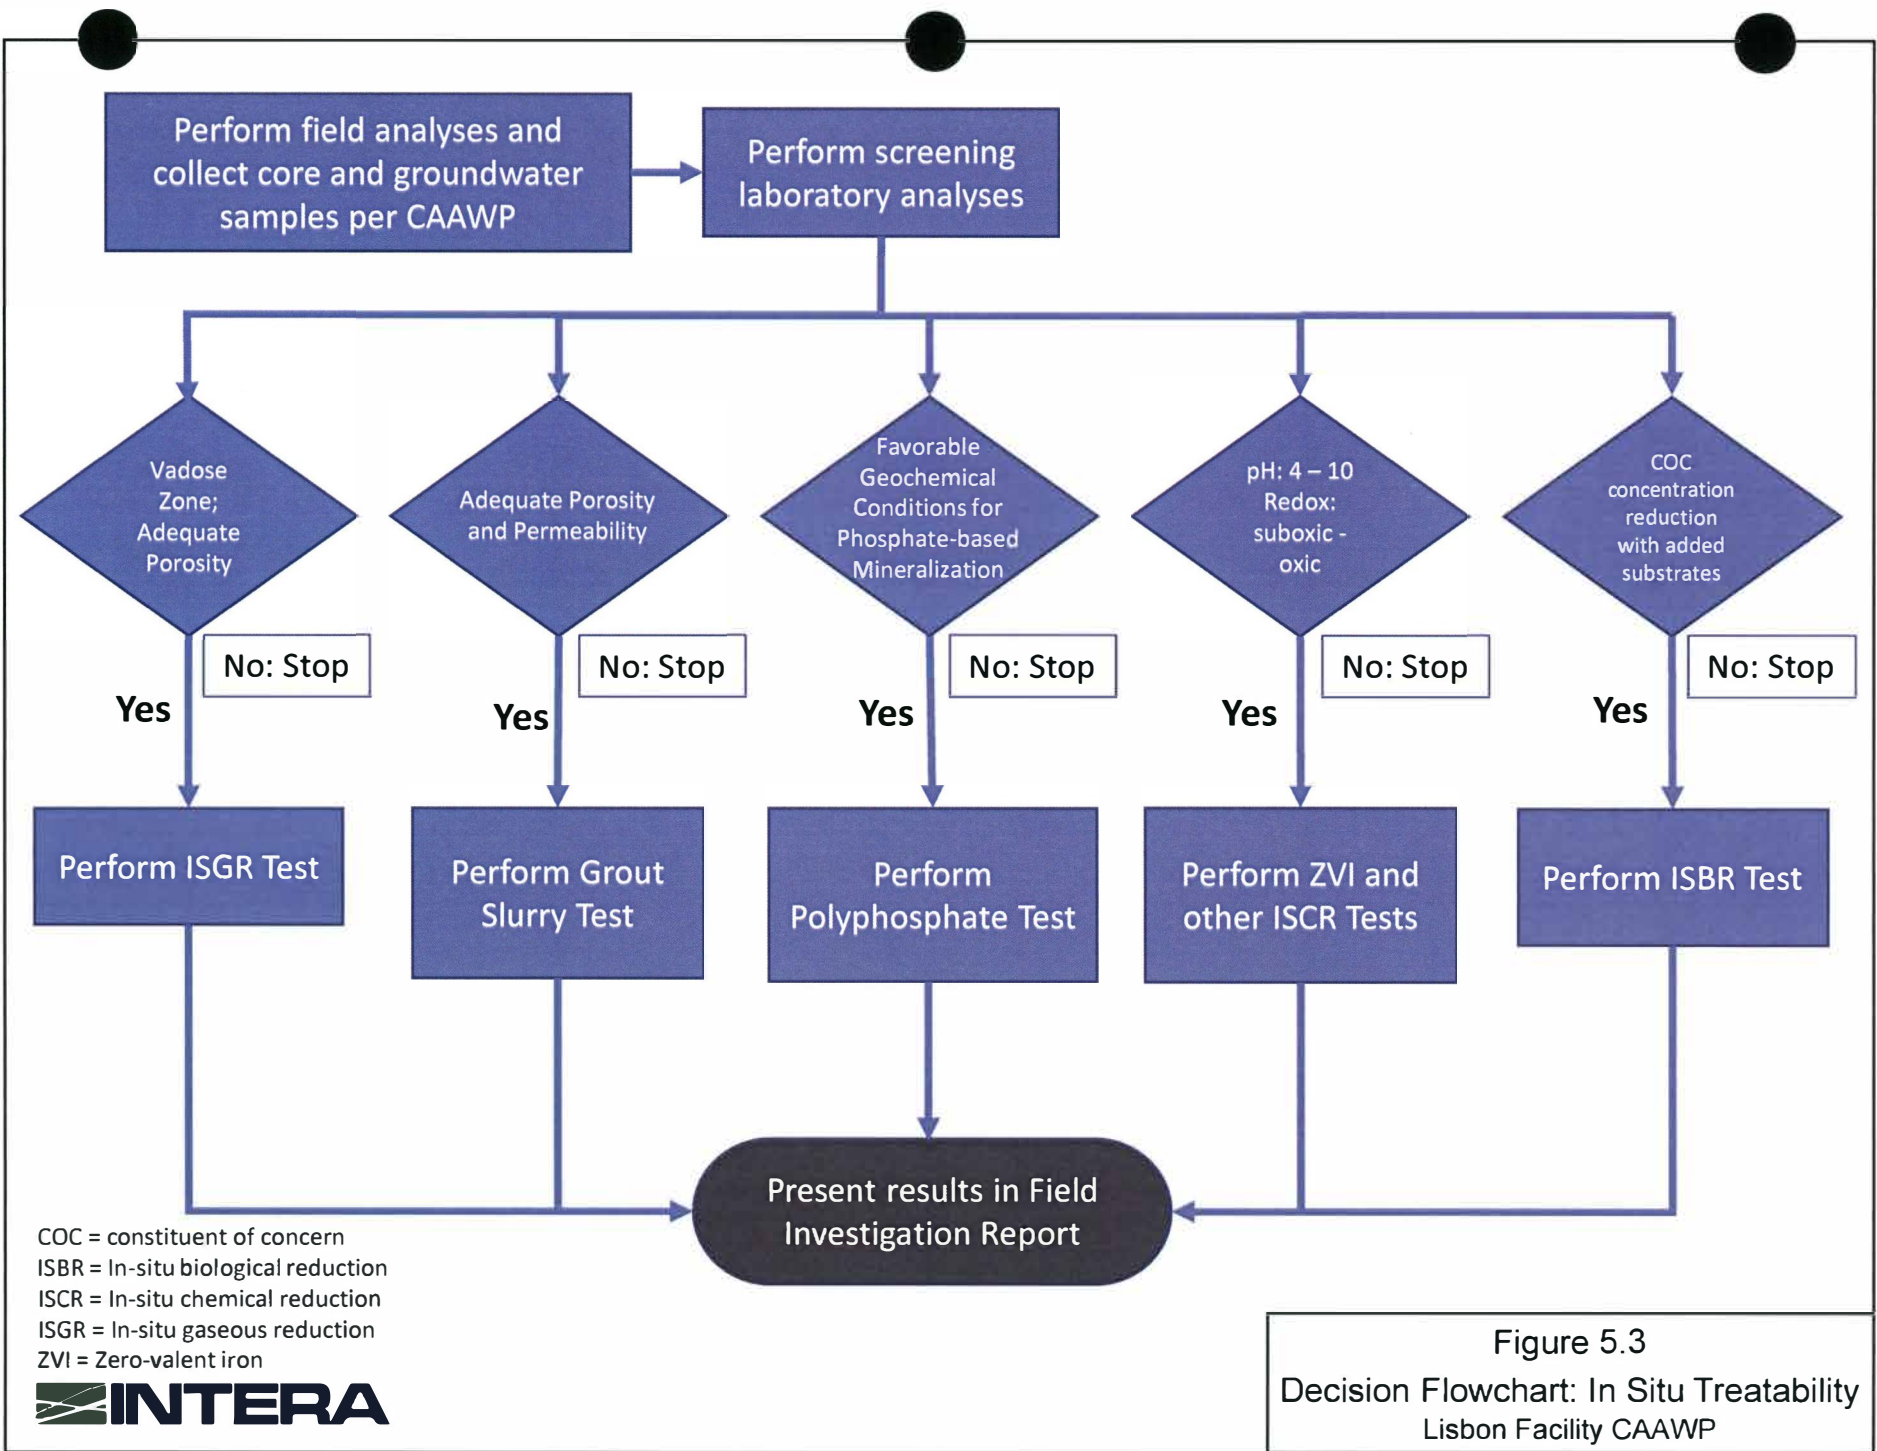 Perform field analyses and
collect core and groundwater
samples per CAAWP
Perform screening
laboratory analyses
Vadose
Zone;
Adequate
Porosity
Adequate Porosity
and Permeability
Favorable
Geochemical
Conditions for
Phosphate-based
Mineralization
pH: 4 – 10
Redox:
suboxic -
oxic
COC
concentration
reduction
with added
substrates
No: Stop
No: Stop
No: Stop
No: Stop
No: Stop
Yes
Yes
Yes
Yes
Yes
Perform ISGR Test
Perform Grout
Slurry Test
Perform
Polyphosphate Test
Perform ZVI and
other ISCR Tests
Perform ISBR Test
Present results in Field
Investigation Report
COC = constituent of concern
ISBR = In-situ biological reduction
ISCR = In-situ chemical reduction
ISGR = In-situ gaseous reduction
ZVI = Zero-valent iron
INTERA
Figure 5.3
Decision Flowchart: In Situ Treatability
Lisbon Facility CAAWP